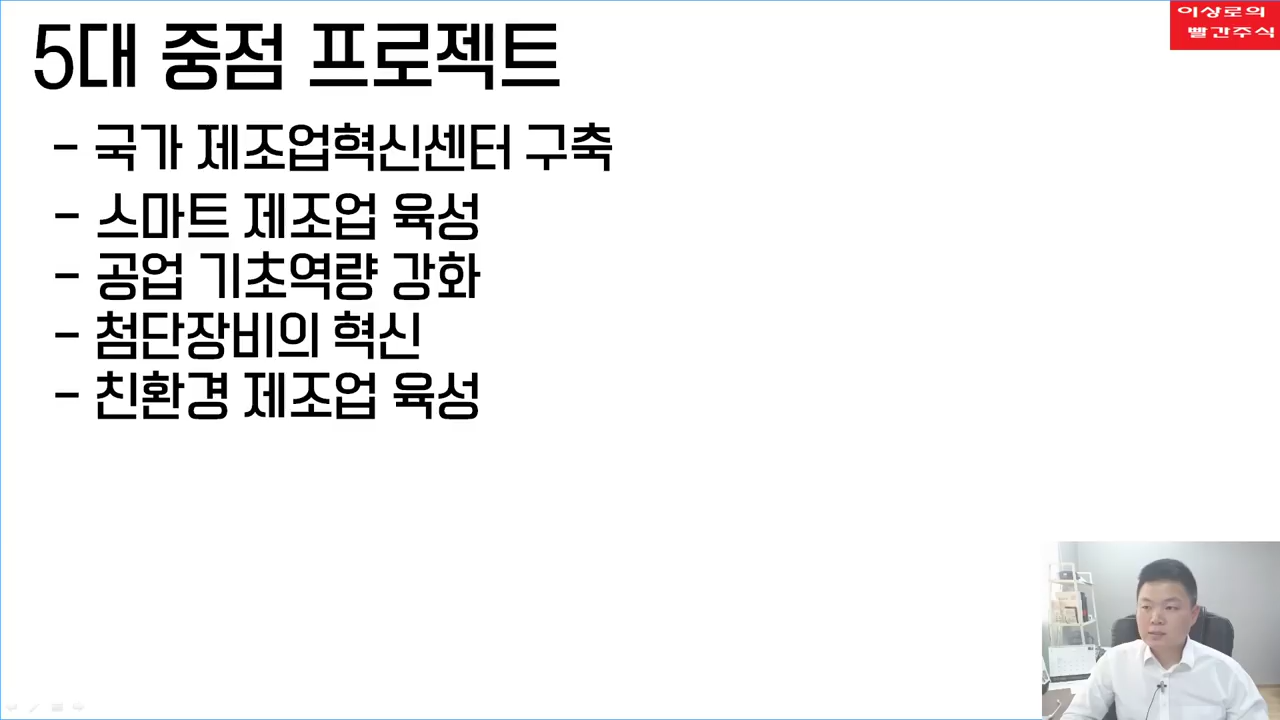 이상로의
빨간주식
5대 중점 프로젝트
- 국가 제조업혁신센터 구축
- 스마트 제조업 육성
- 공업 기초역량 강화
- 첨단장비의 혁신
- 친환경 제조업 육성